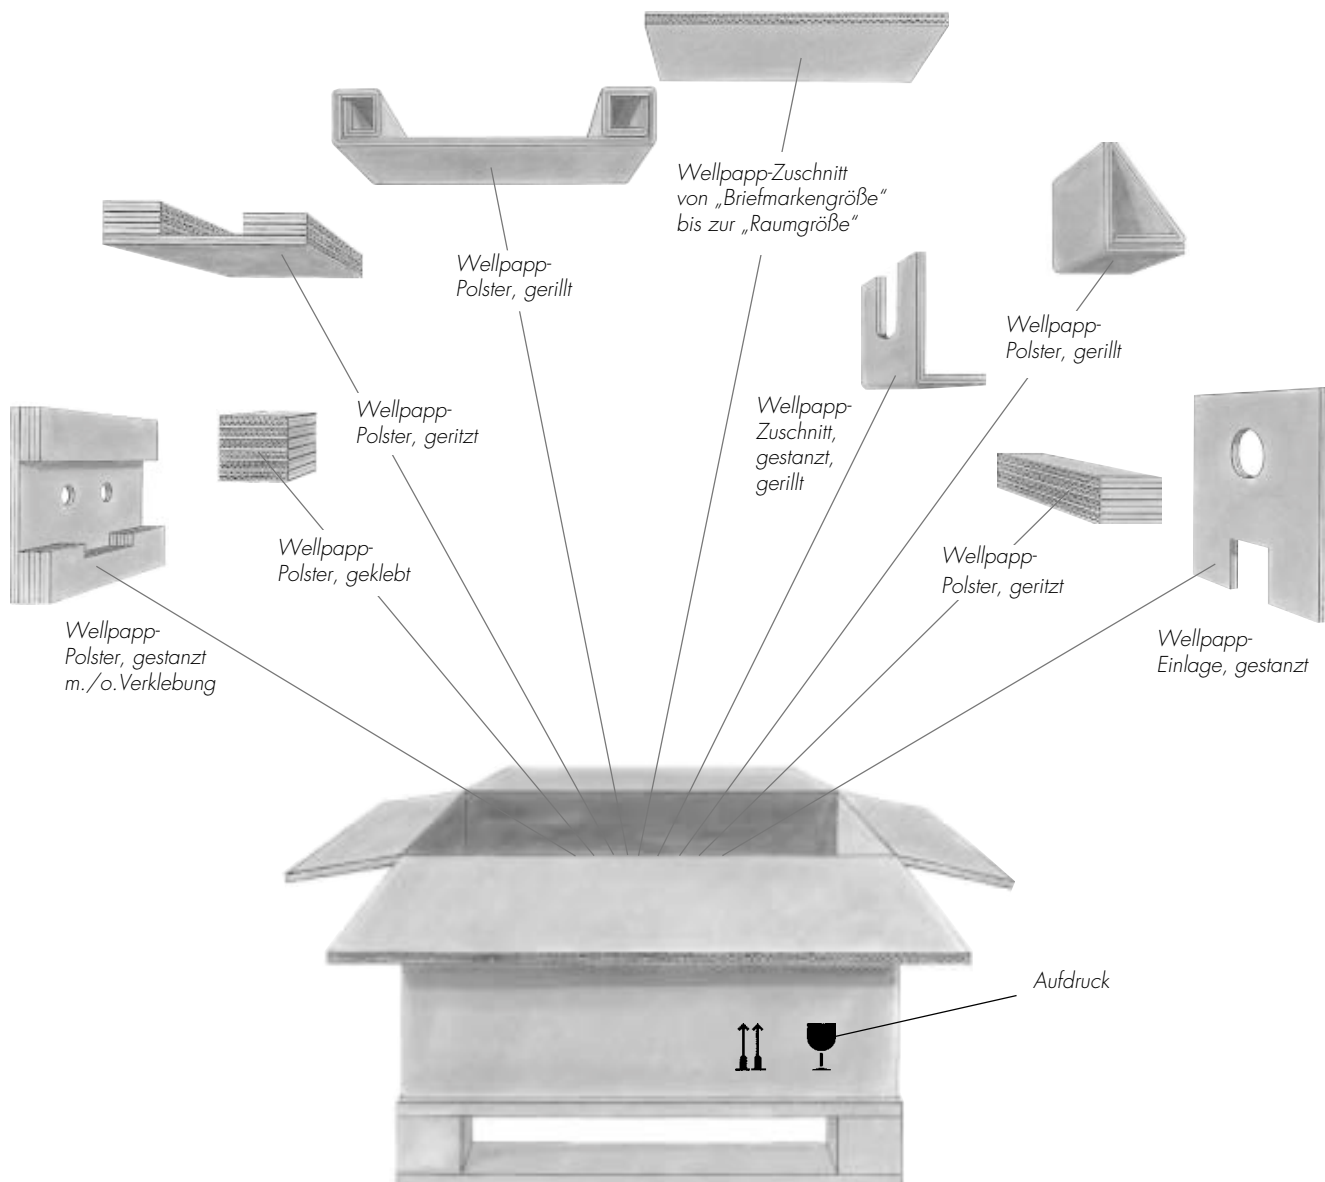 Wellpapp-Zuschnitt
von „Briefmarkengröße“
bis zur „Raumgröße“
Wellpapp-
Polster, gerillt
Wellpapp-
Polster, gerillt
Wellpapp-
Polster, geritzt
Wellpapp-
Zuschnitt,
gestanzt,
gerillt
Wellpapp-
Polster, geklebt
Wellpapp-
Polster, geritzt
Wellpapp-
Polster, gestanzt
m./o.Verklebung
Wellpapp-
Einlage, gestanzt
Aufdruck